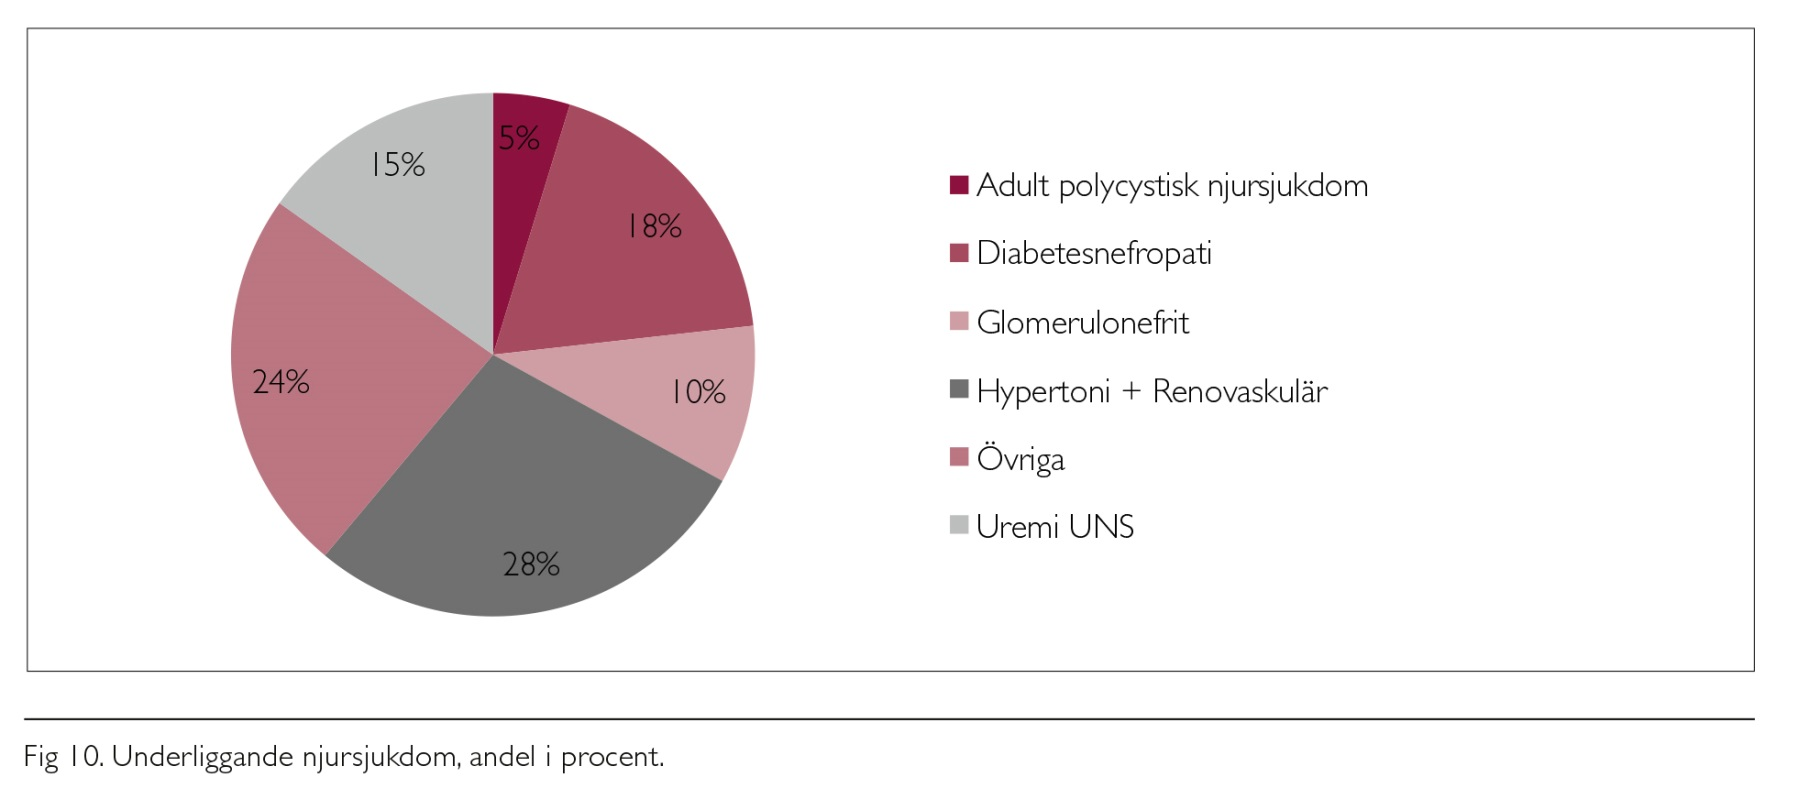 5%
18%
10%
28%
24%
15%
Adult polycystisk njursjukdom
Diabetesnefropati
Glomerulonefrit
Hypertoni + Renovaskulär
Övriga
Uremi UNS
Fig 10. Underliggande njursjukdom, andel i procent.